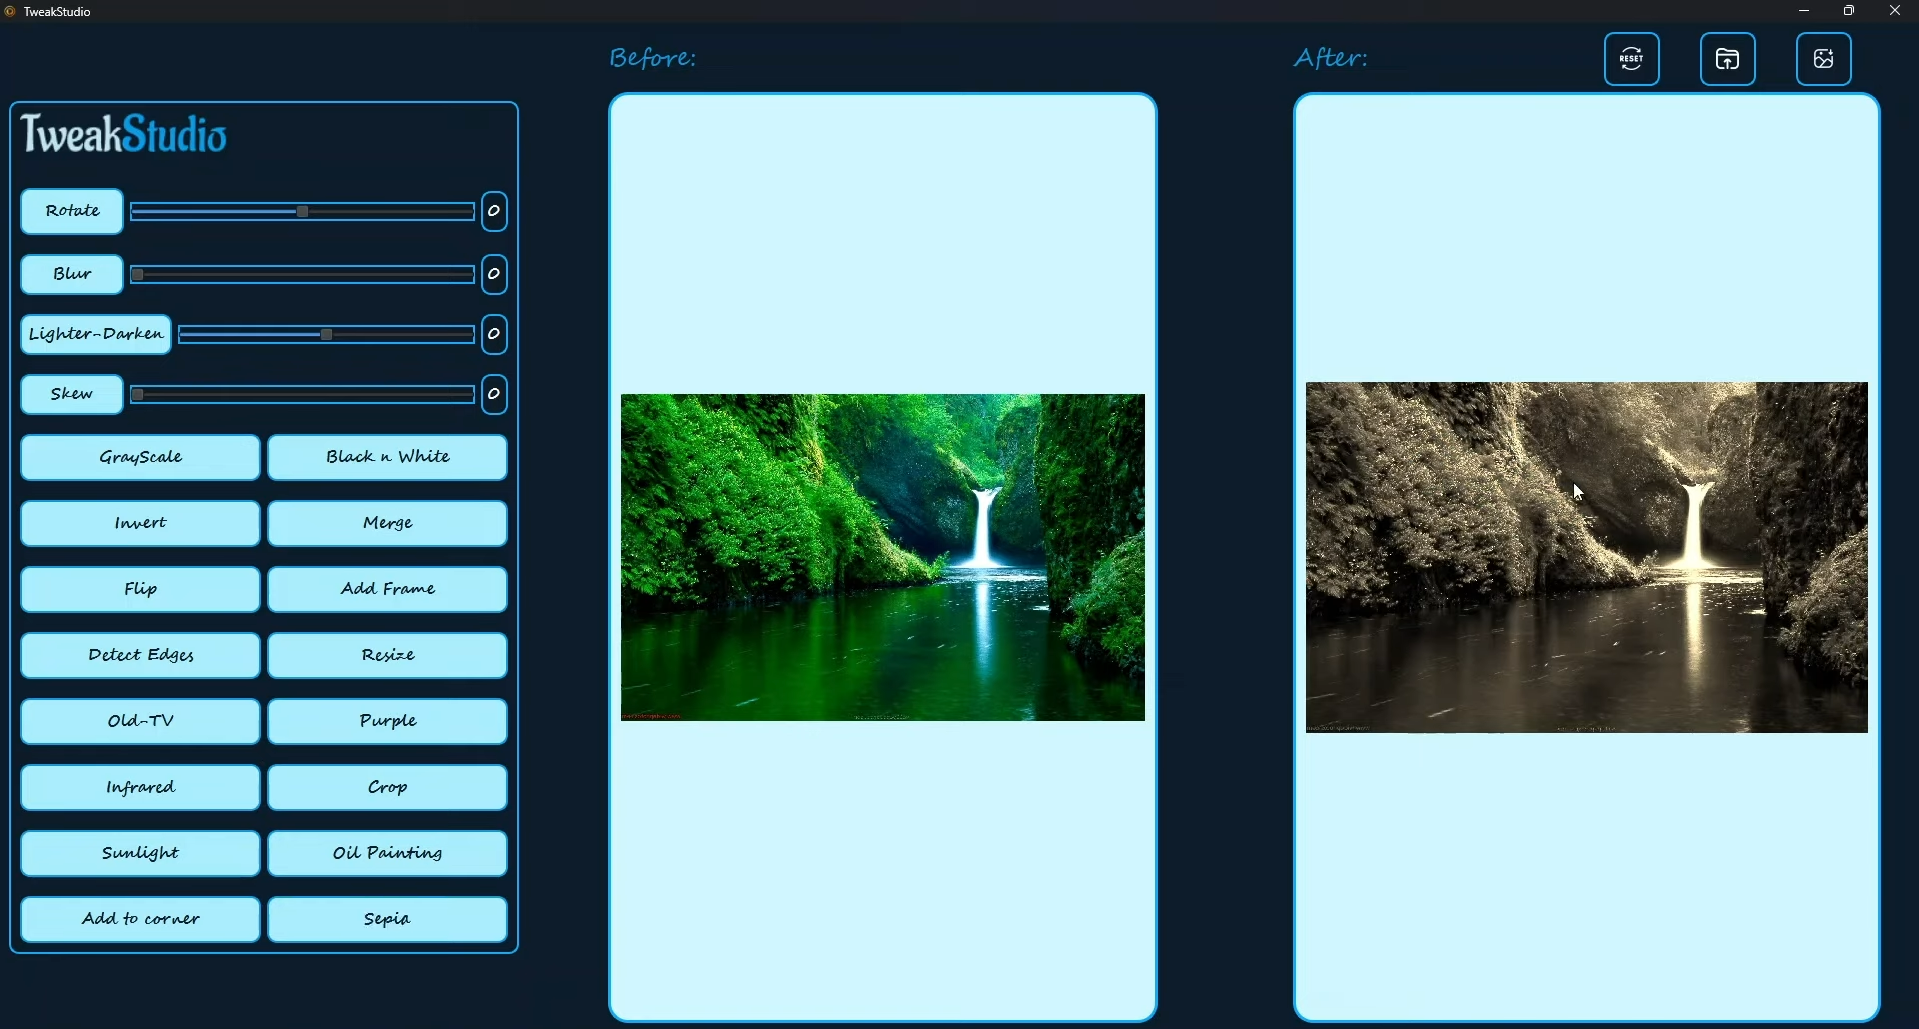 TweakStudio
Before:
After:
RESET
TweakStudio
Rotate
0
Blur
0
Lighter-Darken
0
Skew
0
GrayScale
Black n White
Invert
Merge
Flip
Add Frame
Detect Edges
Resize
Old-TV
Purple
Infrared
Crop
Sunlight
Oil Painting
Add to corner
Sepia